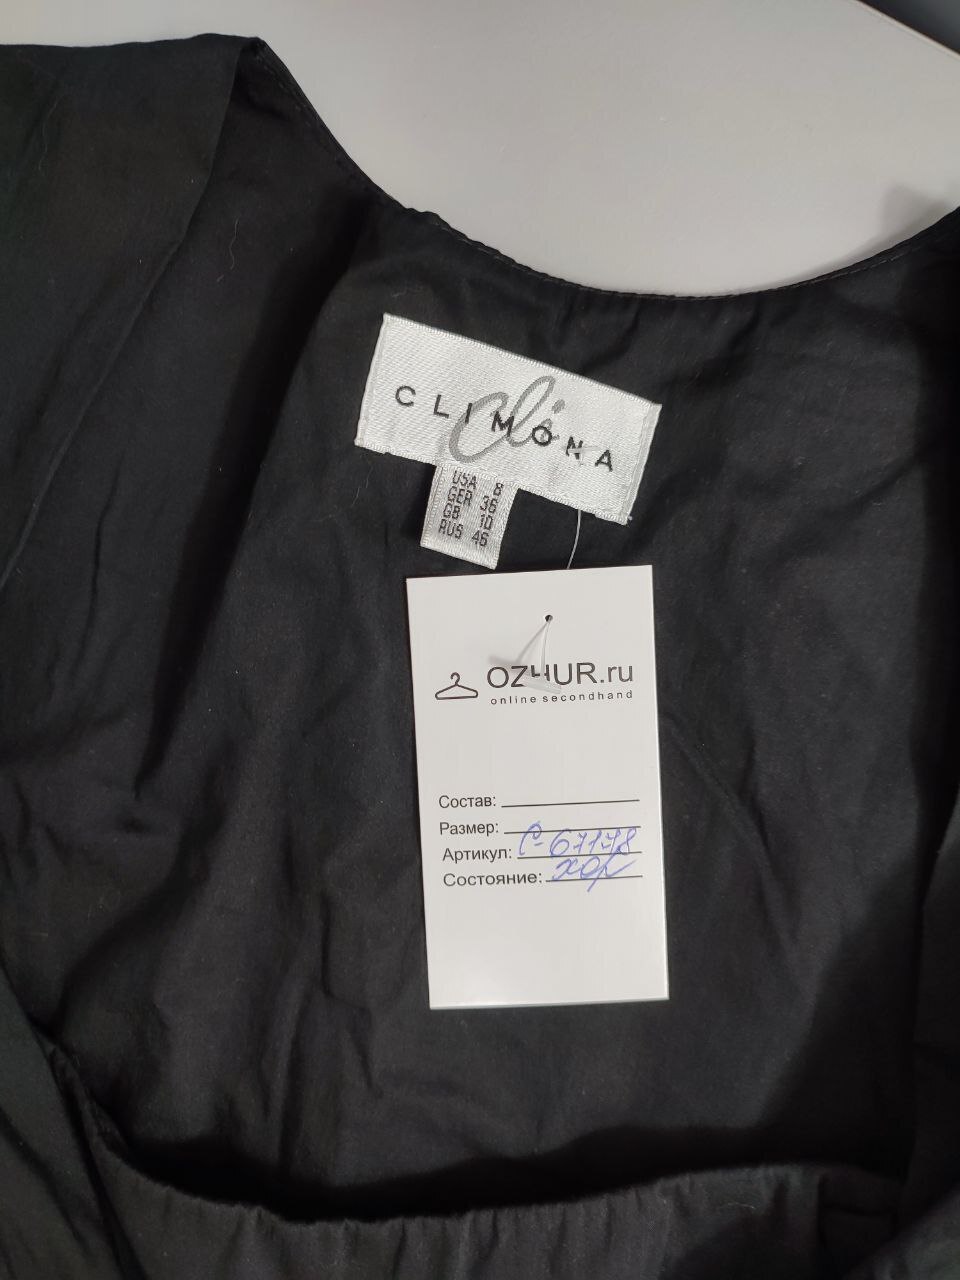 CLIMONA
Cli
USA 8
GER 36
GB 10
RUS 46
OZHUR.ru
online secondhand
Состав:
Размер:
Артикул: С-67178
Состояние: хор